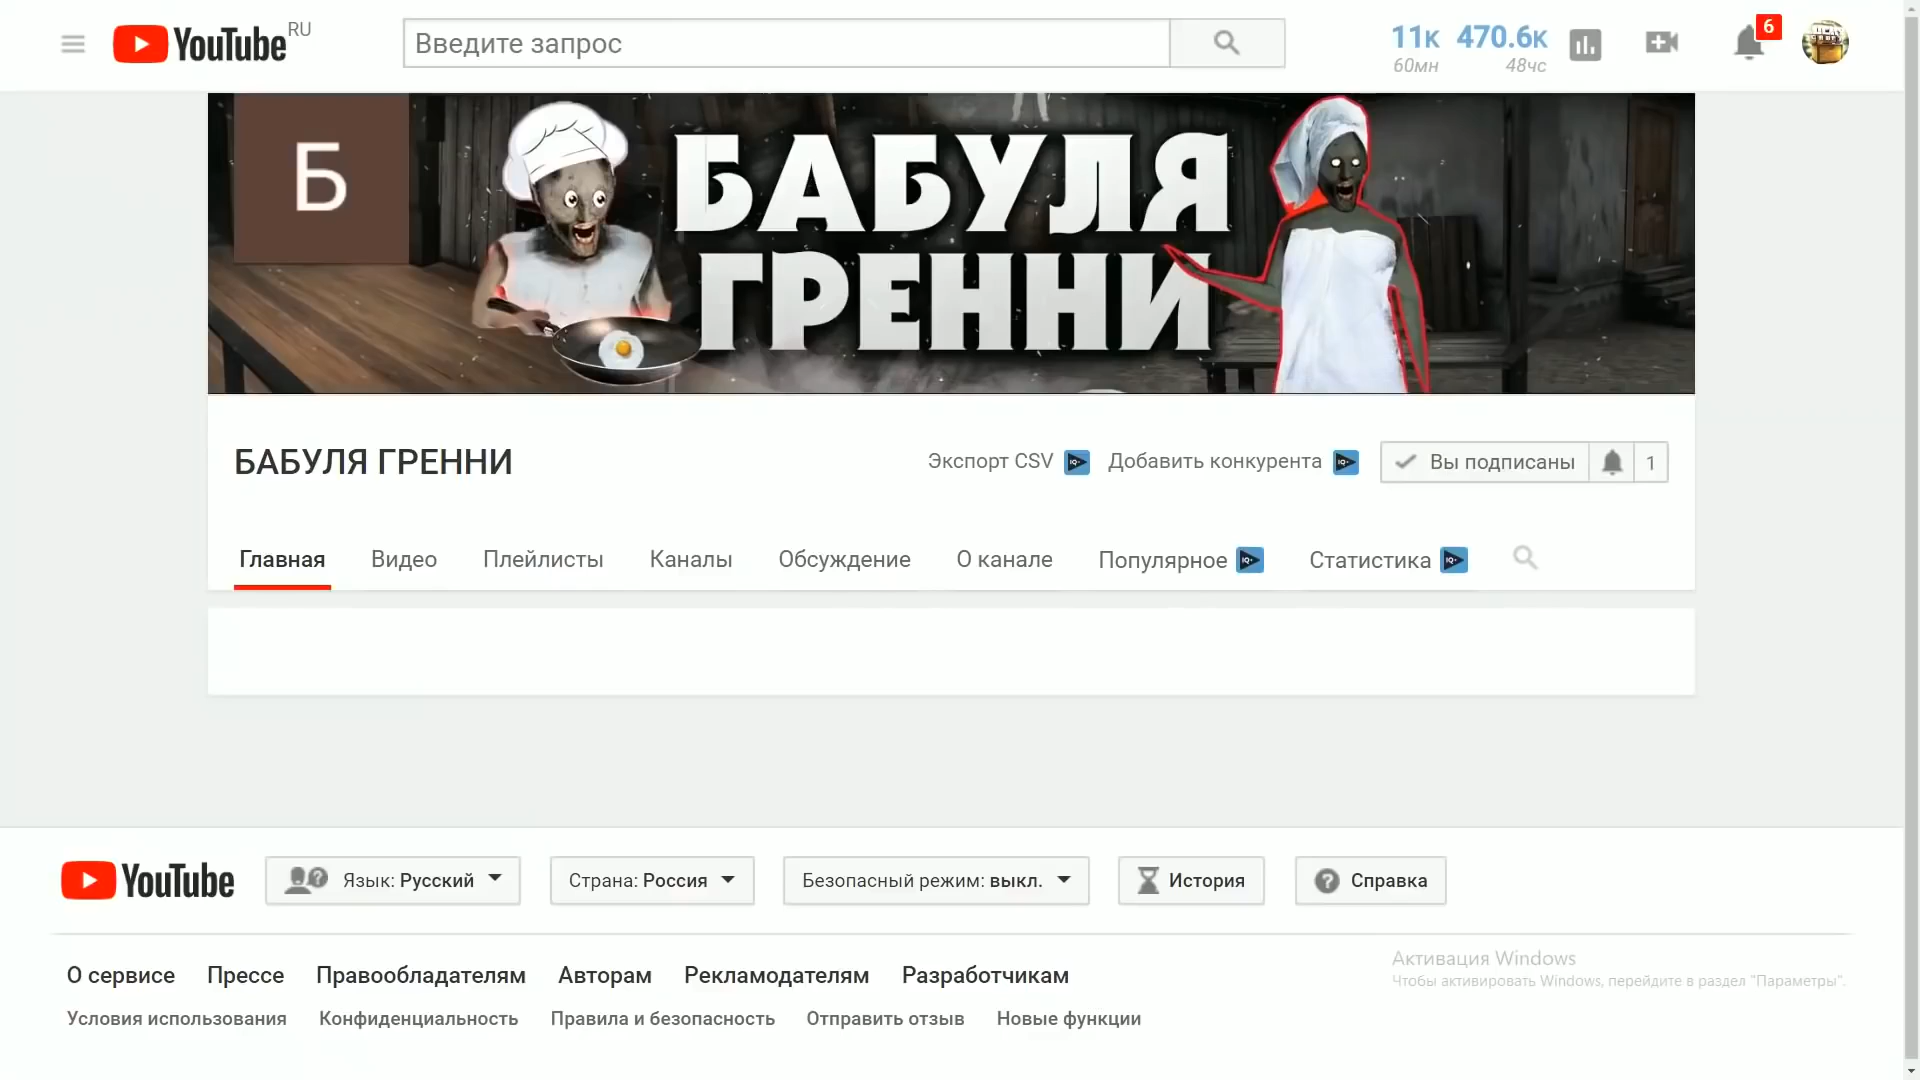 YouTube RU
Введите запрос
11к 470.6к
60мн 48чс
6
Б
БАБУЛЯ
ГРЕННИ
БАБУЛЯ ГРЕННИ
Экспорт CSV Добавить конкурента Вы подписаны 1
Главная Видео Плейлисты Каналы Обсуждение О канале Популярное Статистика
YouTube Язык: Русский Страна: Россия Безопасный режим: выкл. История Справка
О сервисе Прессе Правообладателям Авторам Рекламодателям Разработчикам
Условия использования Конфиденциальность Правила и безопасность Отправить отзыв Новые функции
Активация Windows
Чтобы активировать Windows, перейдите в раздел "Параметры".